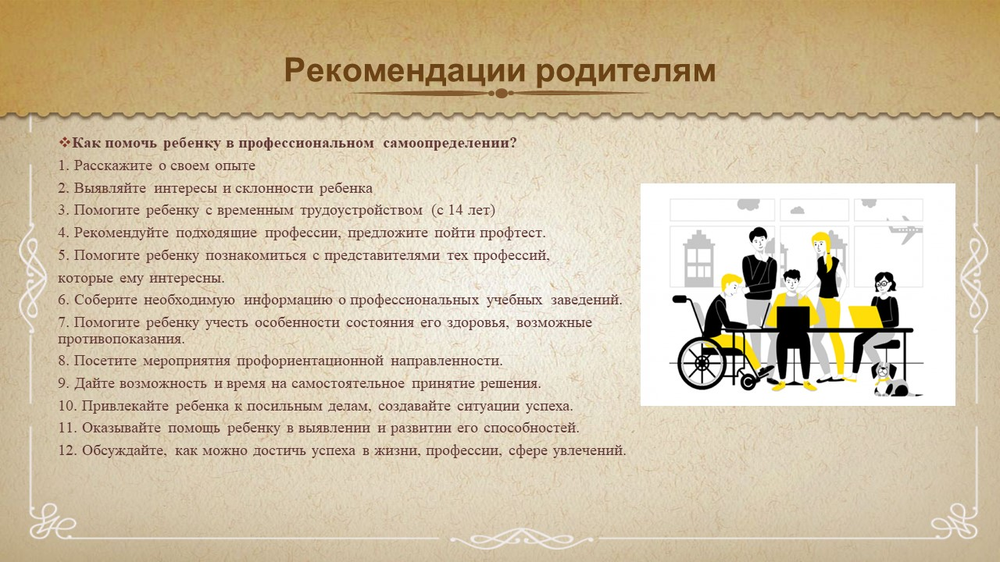 Рекомендации родителям
❖Как помочь ребенку в профессиональном самоопределении?
1. Расскажите о своем опыте
2. Выявляйте интересы и склонности ребенка
3. Помогите ребенку с временным трудоустройством (с 14 лет)
4. Рекомендуйте подходящие профессии, предложите пойти профтест.
5. Помогите ребенку познакомиться с представителями тех профессий,
которые ему интересны.
6. Соберите необходимую информацию о профессиональных учебных заведений.
7. Помогите ребенку учесть особенности состояния его здоровья, возможные
противопоказания.
8. Посетите мероприятия профориентационной направленности.
9. Дайте возможность и время на самостоятельное принятие решения.
10. Привлекайте ребенка к посильным делам, создавайте ситуации успеха.
11. Оказывайте помощь ребенку в выявлении и развитии его способностей.
12. Обсуждайте, как можно достичь успеха в жизни, профессии, сфере увлечений.